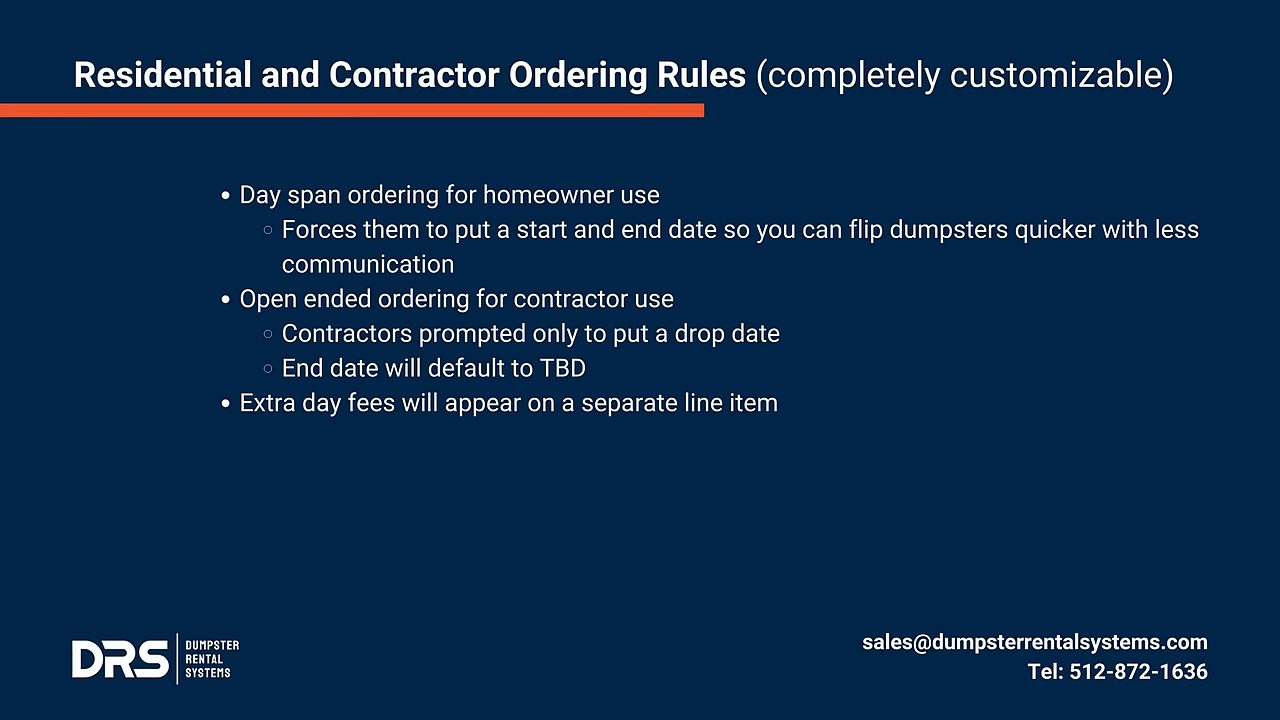 Residential and Contractor Ordering Rules (completely customizable)
• Day span ordering for homeowner use
○ Forces them to put a start and end date so you can flip dumpsters quicker with less
communication
• Open ended ordering for contractor use
○ Contractors prompted only to put a drop date
○ End date will default to TBD
• Extra day fees will appear on a separate line item
DRS
DUMPSTER
RENTAL
SYSTEMS
sales@dumpsterrentalsystems.com
Tel: 512-872-1636